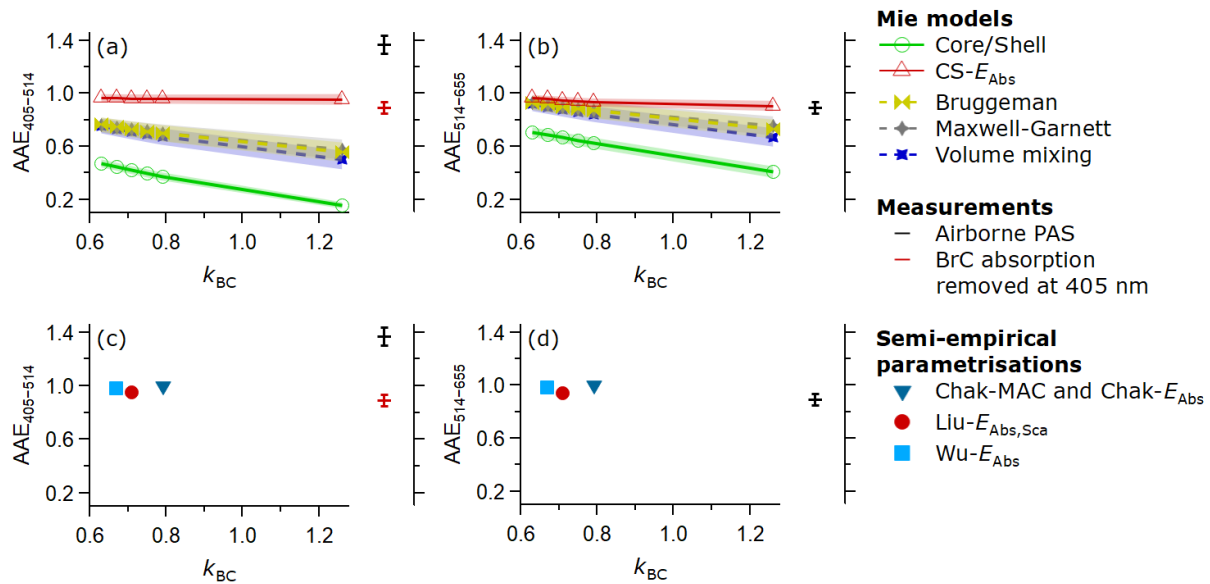 (a)
1.4
1.0
0.6
0.2
AAE405–514
0.6
0.8
1.0
1.2
kBC
(b)
1.4
1.0
0.6
0.2
AAE514–655
0.6
0.8
1.0
1.2
kBC
(c)
1.4
1.0
0.6
0.2
AAE405–514
0.6
0.8
1.0
1.2
kBC
(d)
1.4
1.0
0.6
0.2
AAE514–655
0.6
0.8
1.0
1.2
kBC
Mie models
Core/Shell
CS-EAbs
Bruggeman
Maxwell-Garnett
Volume mixing
Measurements
Airborne PAS
BrC absorption
removed at 405 nm
Semi-empirical
parametrisations
Chak-MAC and Chak-EAbs
Liu-EAbs,Sca
Wu-EAbs